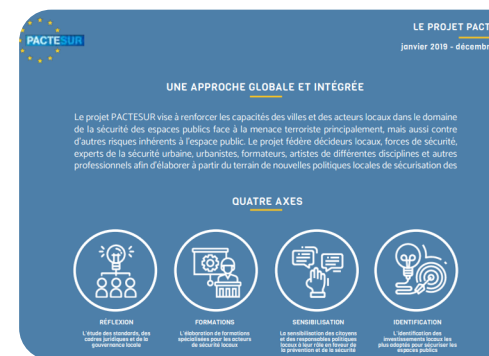 PACTESUR
LE PROJET PACT
janvier 2019 - décembr
UNE APPROCHE GLOBALE ET INTÉGRÉE
Le projet PACTESUR vise à renforcer les capacités des villes et des acteurs locaux dans le domaine
de la sécurité des espaces publics face à la menace terroriste principalement, mais aussi contre
d'autres risques inhérents à l'espace public. Le projet fédère décideurs locaux, forces de sécurité,
experts de la sécurité urbaine, urbanistes, formateurs, artistes de différentes disciplines et autres
professionnels afin d'élaborer à partir du terrain de nouvelles politiques locales de sécurisation des
QUATRE AXES
RÉFLEXION
L'étude des standards, des
cadres juridiques et de la
gouvernance locale
FORMATIONS
L'élaboration de formations
spécialisées pour les acteurs
de sécurité locaux
SENSIBILISATION
La sensibilisation des citoyens
et des responsables politiques
locaux à leur rôle en faveur de
la prévention et de la sécurité
IDENTIFICATION
L'identification des
investissements locaux les
plus adaptés pour sécuriser les
espaces publics